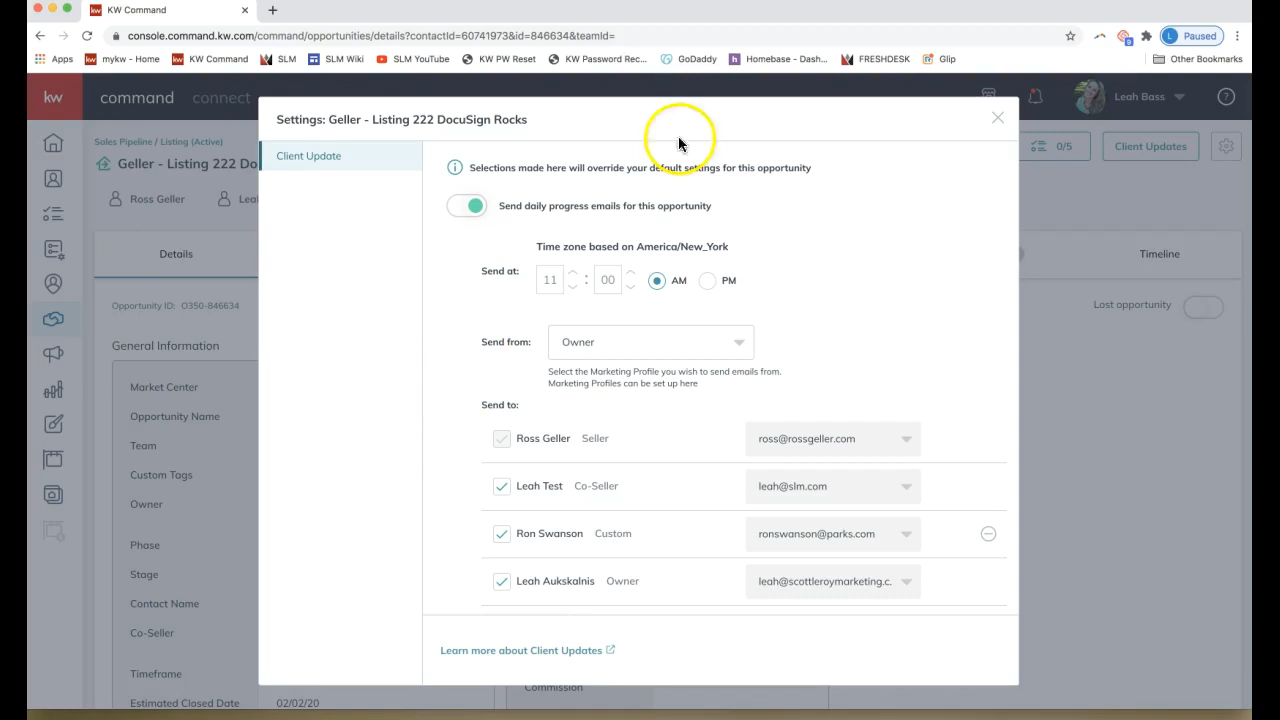 KW Command
console.command.kw.com/command/opportunities/details?contactId=60741973&id=846634&teamId=
L Paused
Apps mykw - Home KW Command SLM SLM Wiki SLM YouTube KW PW Reset KW Password Rec... GoDaddy Homebase - Dash... FRESHDESK Glip Other Bookmarks
kw command connect Leah Bass
Sales Pipeline / Listing (Active)
Geller - Listing 222 Do
0/5 Client Updates
Ross Geller Leal
Details Timeline
Opportunity ID: O350-846634
Lost opportunity
General Information
Market Center
Opportunity Name
Team
Custom Tags
Owner
Phase
Stage
Contact Name
Co-Seller
Timeframe
Estimated Closed Date 02/02/20
Commission
Settings: Geller - Listing 222 DocuSign Rocks
Client Update
Selections made here will override your default settings for this opportunity
Send daily progress emails for this opportunity
Time zone based on America/New_York
Send at: 11 : 00 AM PM
Send from: Owner
Select the Marketing Profile you wish to send emails from.
Marketing Profiles can be set up here
Send to:
Ross Geller Seller ross@rossgeller.com
Leah Test Co-Seller leah@slm.com
Ron Swanson Custom ronswanson@parks.com
Leah Aukskalnis Owner leah@scottleroymarketing.c.
Learn more about Client Updates